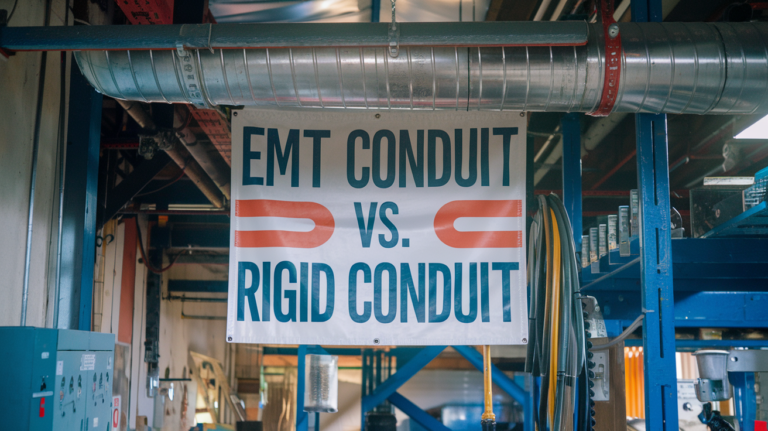 EMT CONDUIT
VS.
RIGID CONDUIT